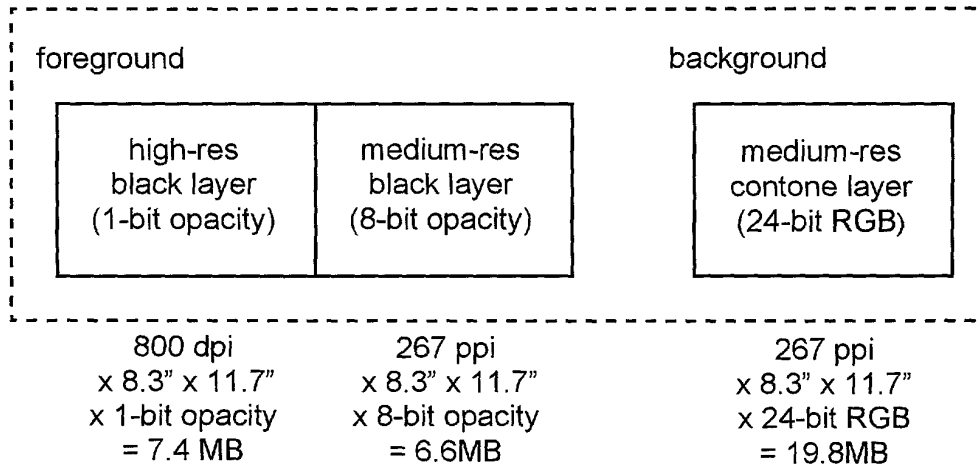 foreground
background
high-res
black layer
(1-bit opacity)
medium-res
black layer
(8-bit opacity)
medium-res
contone layer
(24-bit RGB)
800 dpi
x 8.3” x 11.7”
x 1-bit opacity
= 7.4 MB
267 ppi
x 8.3” x 11.7”
x 8-bit opacity
= 6.6MB
267 ppi
x 8.3” x 11.7”
x 24-bit RGB
= 19.8MB